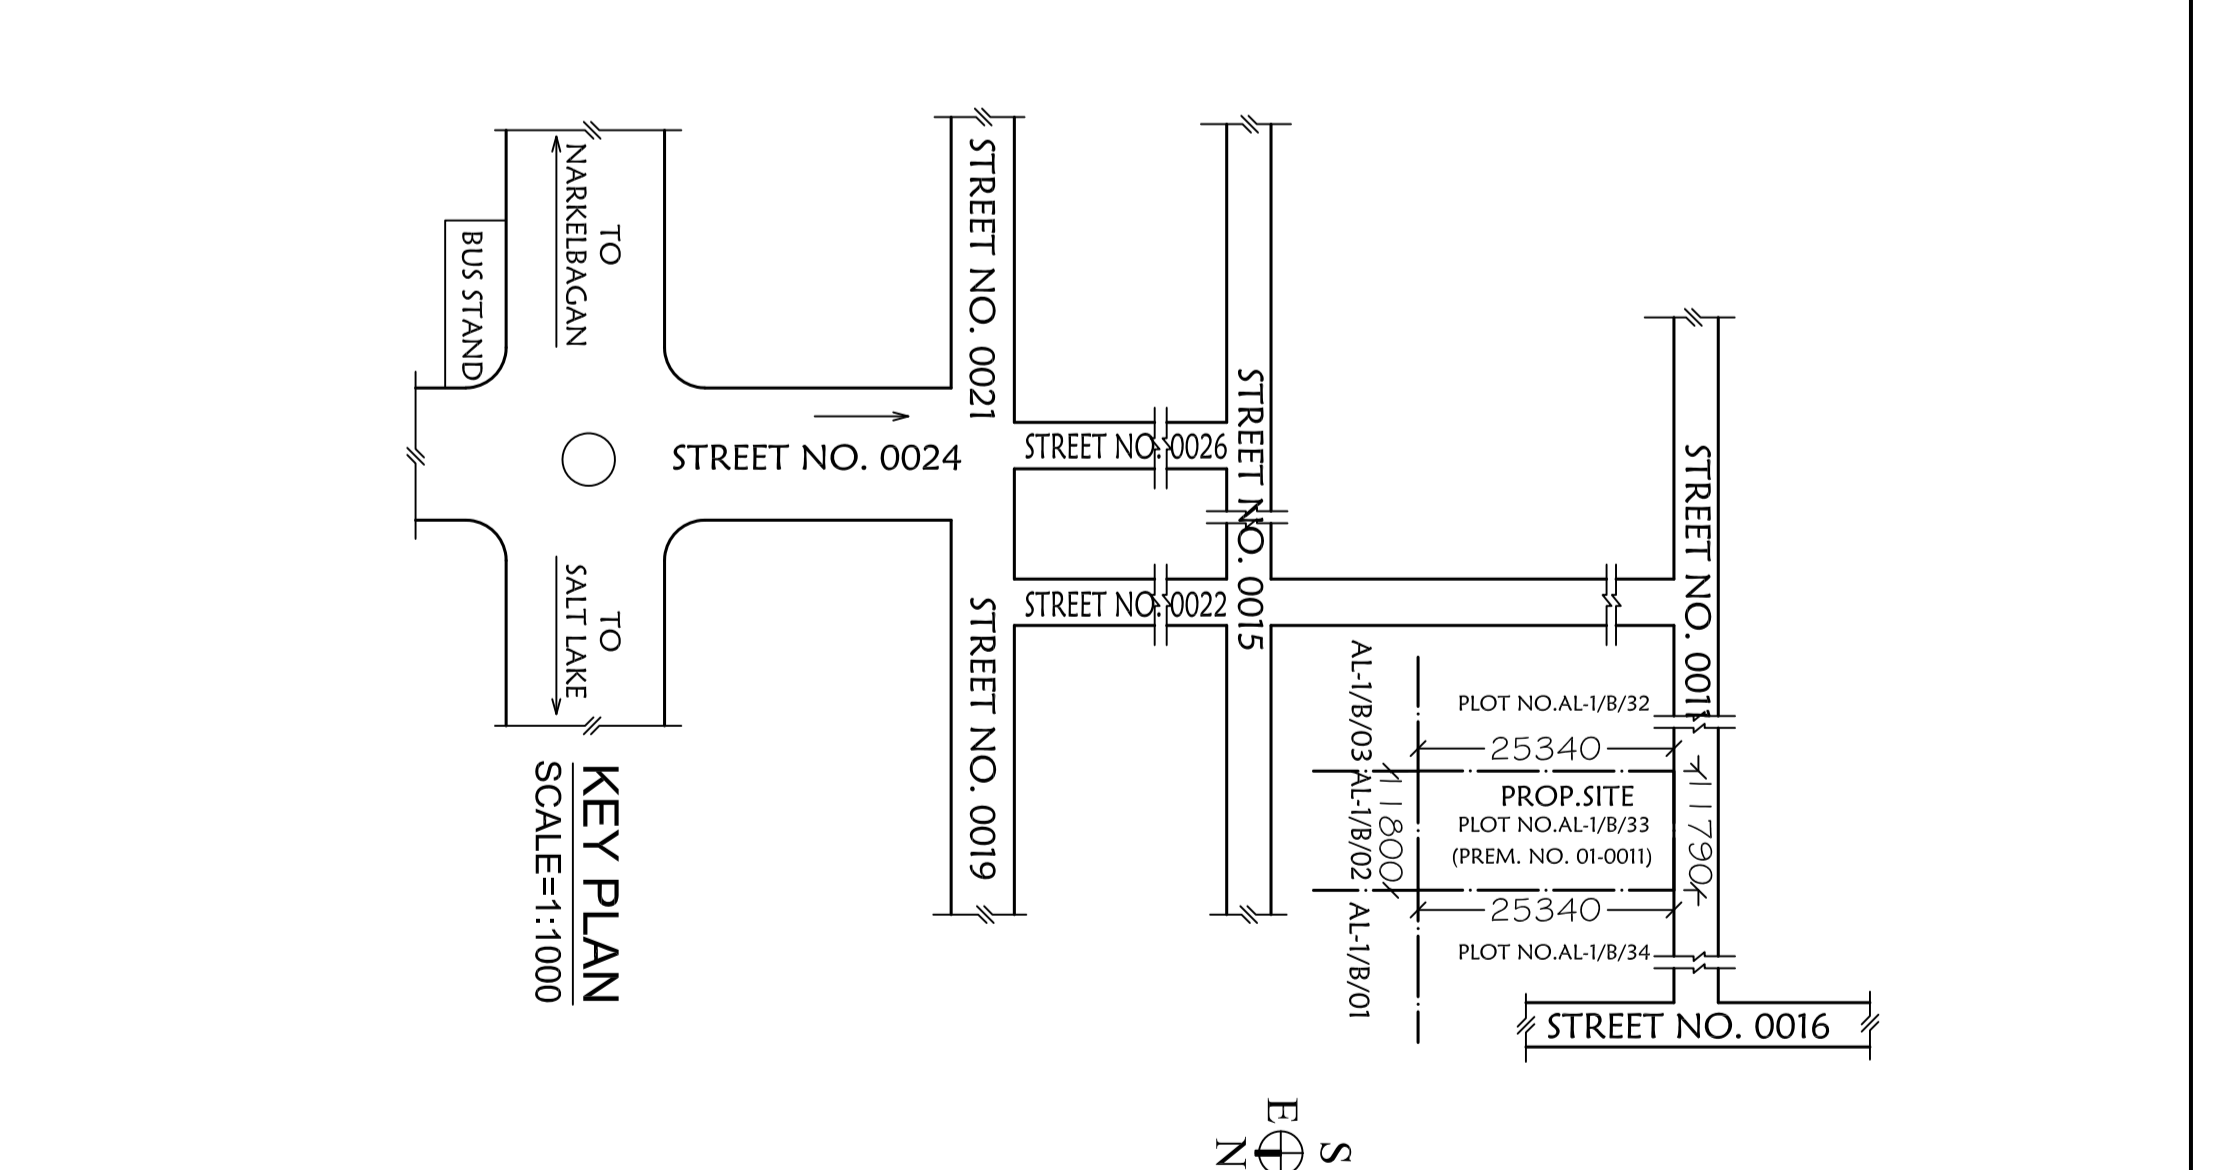 TO
NARKELBAGAN
BUS STAND
TO
SALT LAKE
STREET NO. 0024
STREET NO. 0021
STREET NO. 0019
STREET NO. 0026
STREET NO. 0022
STREET NO. 0015
AL-1/B/03
AL-1/B/02
AL-1/B/01
PLOT NO.AL-1/B/32
25340
PROP.SITE
PLOT NO.AL-1/B/33
(PREM. NO. 01-0011)
25340
PLOT NO.AL-1/B/34
11800
11790
STREET NO. 0016
KEY PLAN
SCALE=1:1000
E
N
S